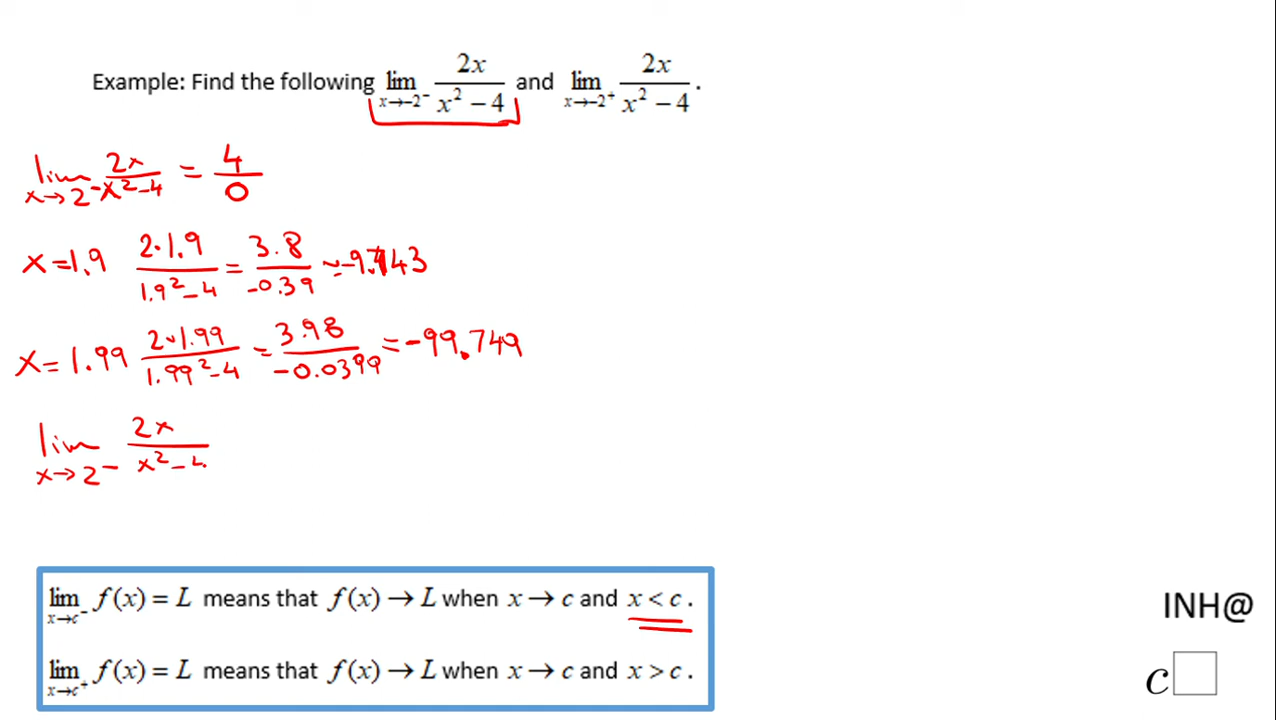 Example: Find the following lim x→−2⁻ 2x/(x² − 4) and lim x→−2⁺ 2x/(x² − 4).
lim x→2⁻ 2x/(x²−4) = 4/0
x=1.9 2·1.9/(1.9²−4) = 3.8/−0.39 ≃ −9.743
x=1.99 2·1.99/(1.99²−4) = 3.98/−0.0399 = −99.749
lim x→2⁻ 2x/(x²−4
lim x→c⁻ f(x) = L means that f(x) → L when x → c and x < c.
lim x→c⁺ f(x) = L means that f(x) → L when x → c and x > c.
INH@
c